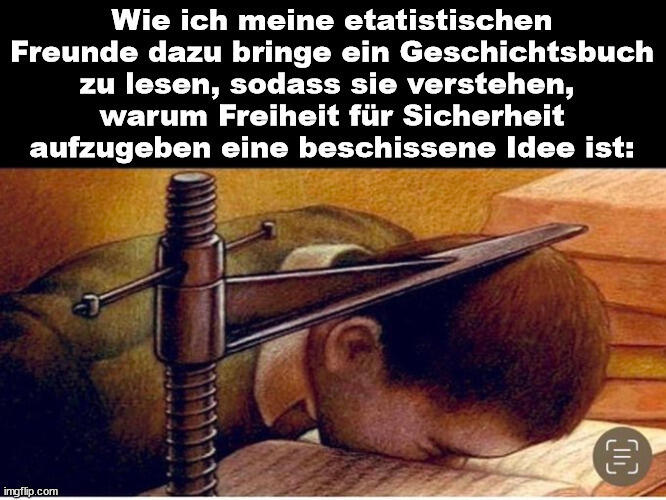 Wie ich meine etatistischen
Freunde dazu bringe ein Geschichtsbuch
zu lesen, sodass sie verstehen,
warum Freiheit für Sicherheit
aufzugeben eine beschissene Idee ist:
imgflip.com